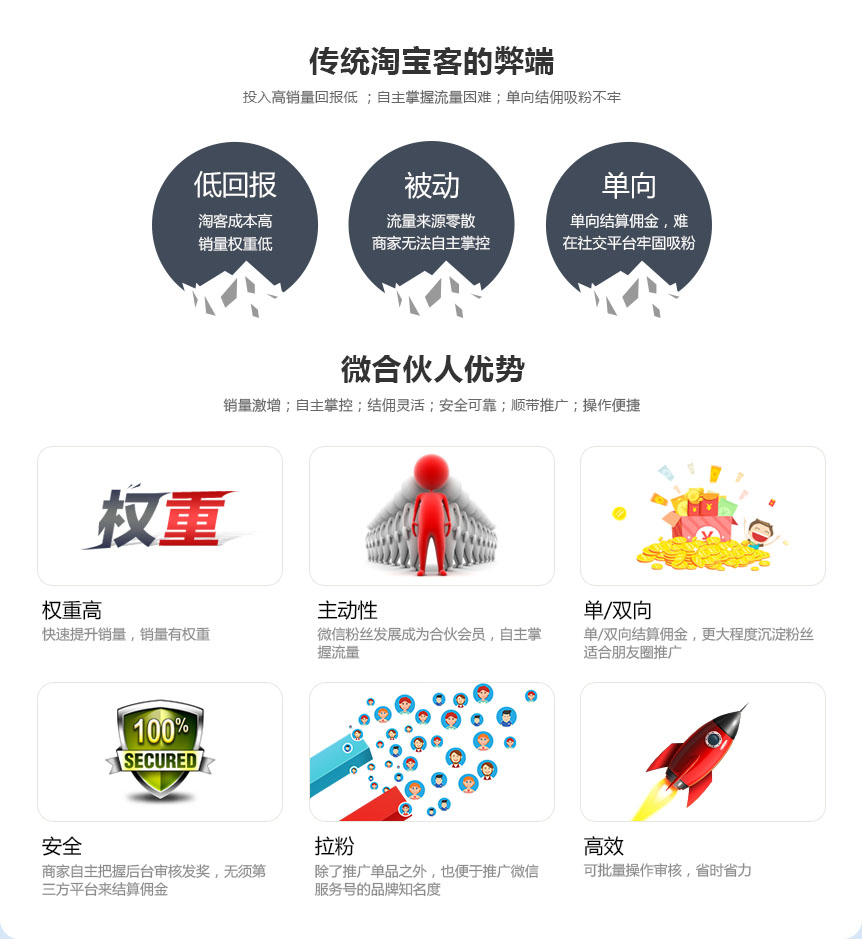 传统淘宝客的弊端
投入高销量回报低 ；自主掌握流量困难；单向结佣吸粉不牢
低回报
淘客成本高
销量权重低
被动
流量来源零散
商家无法自主掌控
单向
单向结算佣金，难
在社交平台牢固吸粉
微合伙人优势
销量激增；自主掌控；结佣灵活；安全可靠；顺带推广；操作便捷
权重
权重高
快速提升销量，销量有权重
主动性
微信粉丝发展成为合伙会员，自主掌
握流量
¥
单/双向
单/双向结算佣金，更大程度沉淀粉丝
适合朋友圈推广
100%
SECURED
安全
商家自主把握后台审核发奖，无须第
三方平台来结算佣金
拉粉
除了推广单品之外，也便于推广微信
服务号的品牌知名度
高效
可批量操作审核，省时省力